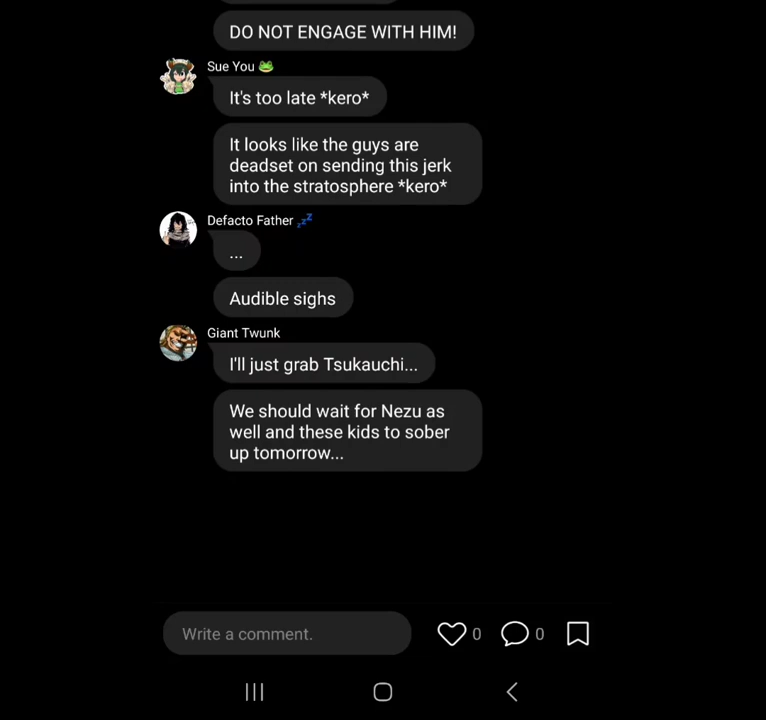 DO NOT ENGAGE WITH HIM!
Sue You 🐸
It's too late *kero*
It looks like the guys are
deadset on sending this jerk
into the stratosphere *kero*
Defacto Father 💤
...
Audible sighs
Giant Twunk
I'll just grab Tsukauchi...
We should wait for Nezu as
well and these kids to sober
up tomorrow...
Write a comment.
0
0